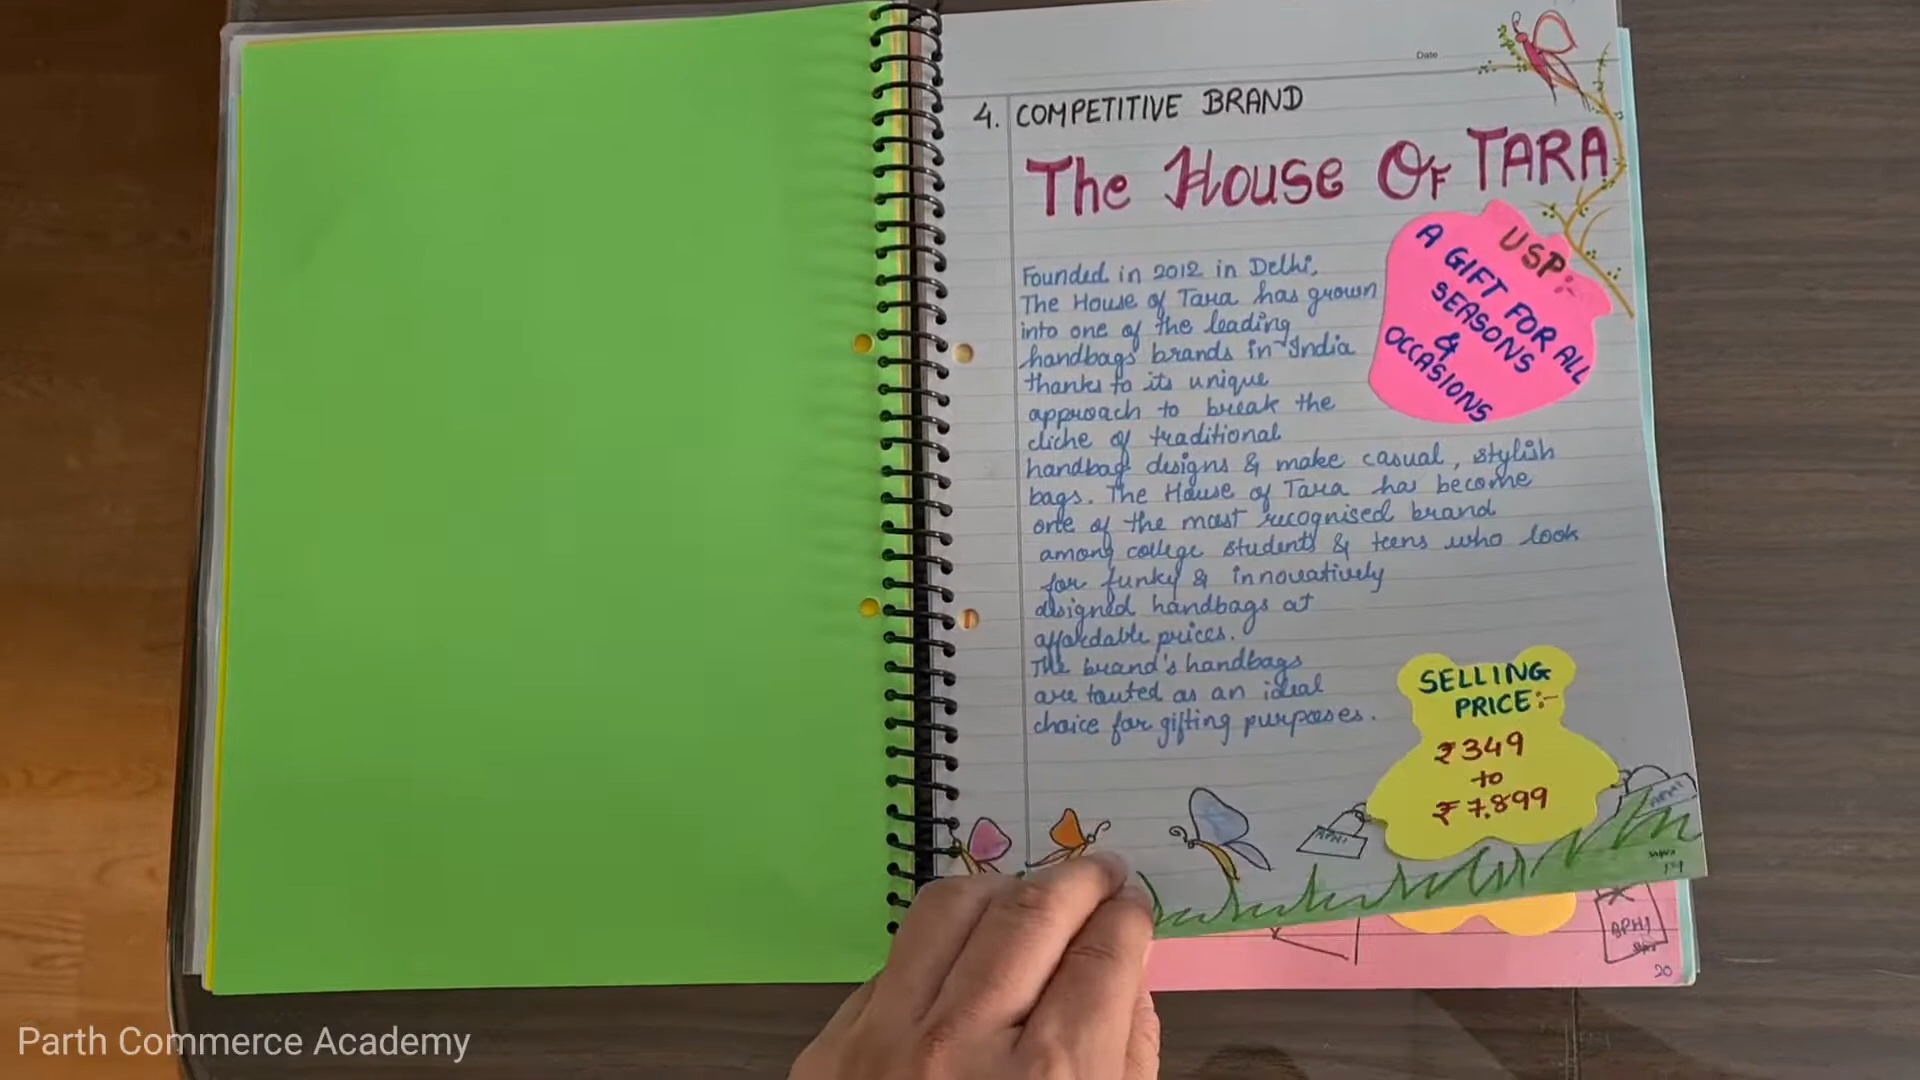 Date
4. COMPETITIVE BRAND
The House Of TARA
USP:-
A GIFT FOR ALL
SEASONS
&
OCCASIONS
Founded in 2012 in Delhi,
The House of Tara has grown
into one of the leading
handbags brands in India
thanks to its unique
approach to break the
cliche of traditional
handbag designs & make casual, stylish
bags. The House of Tara has become
one of the most recognised brand
among college students & teens who look
for funky & innovatively
designed handbags at
affordable prices.
The brand's handbags
are touted as an ideal
choice for gifting purposes.
SELLING
PRICE:-
₹349
to
₹7,899
APHI
APHI
19
APHI
20
Parth Commerce Academy